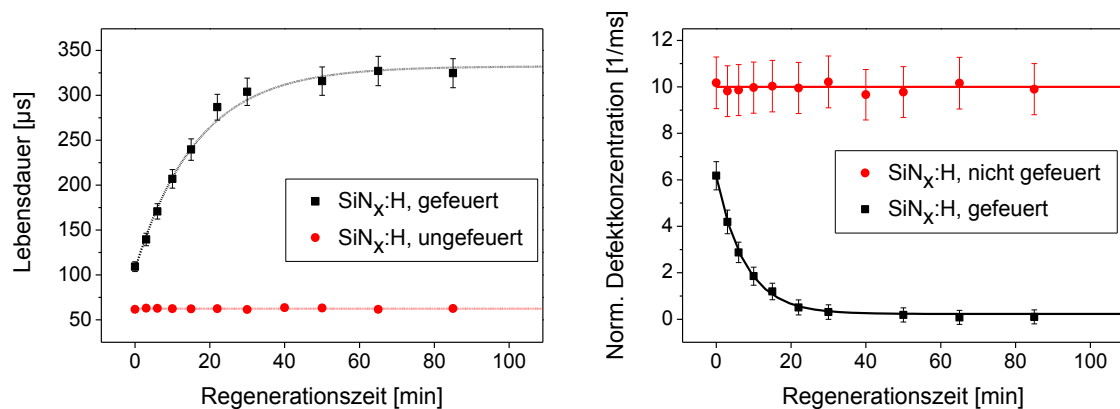 350
300
250
200
150
100
50
Lebensdauer [µs]
SiNx:H, gefeuert
SiNx:H, ungefeuert
0 20 40 60 80 100
Regenerationszeit [min]
12
10
8
6
4
2
0
Norm. Defektkonzentration [1/ms]
SiNx:H, nicht gefeuert
SiNx:H, gefeuert
0 20 40 60 80 100
Regenerationszeit [min]